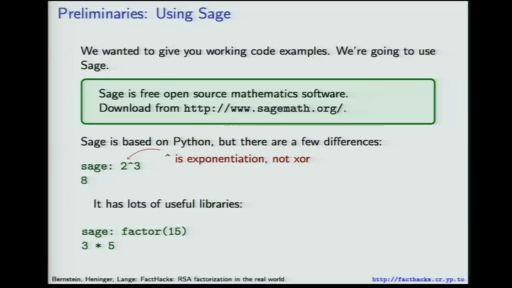 Preliminaries: Using Sage
We wanted to give you working code examples. We're going to use
Sage.
Sage is free open source mathematics software.
Download from http://www.sagemath.org/.
Sage is based on Python, but there are a few differences:
sage: 2^3
^ is exponentiation, not xor
8
It has lots of useful libraries:
sage: factor(15)
3 * 5
Bernstein, Heninger, Lange: FactHacks: RSA factorization in the real world
http://facthacks.cr.yp.to